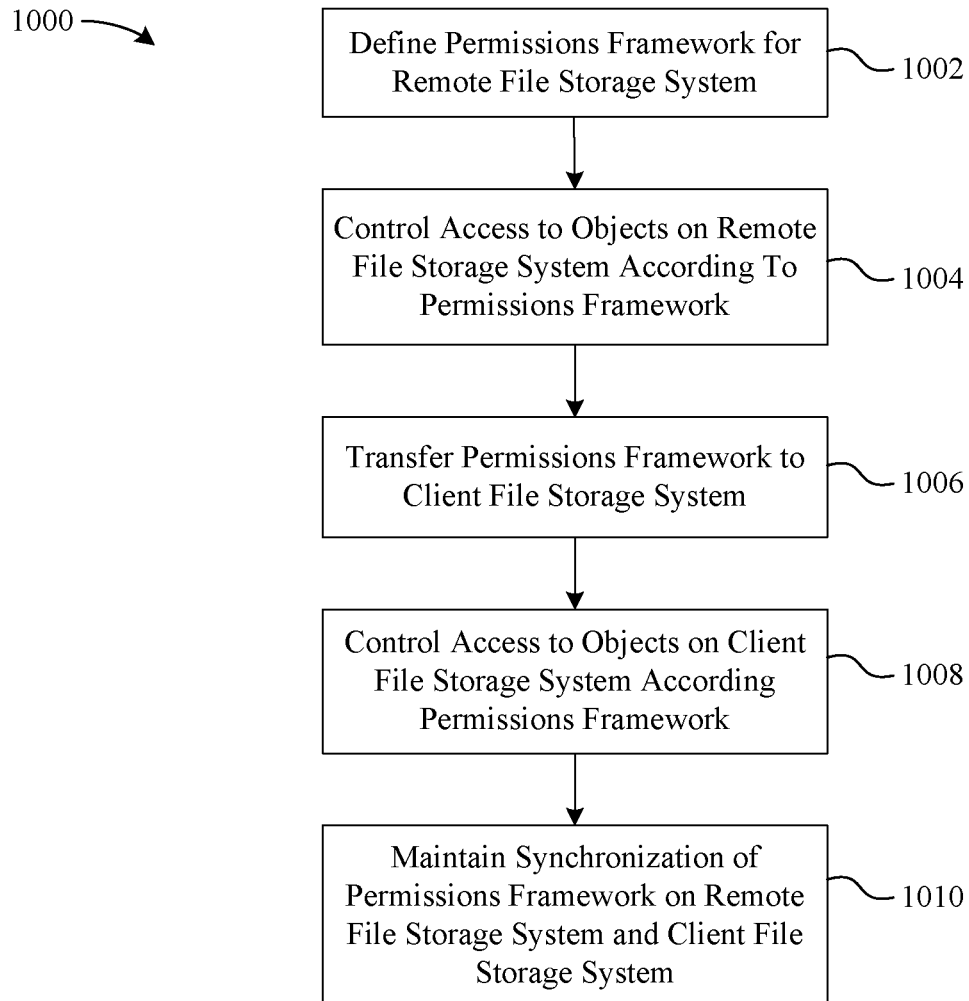 1000
Define Permissions Framework for
Remote File Storage System
1002
Control Access to Objects on Remote
File Storage System According To
Permissions Framework
1004
Transfer Permissions Framework to
Client File Storage System
1006
Control Access to Objects on Client
File Storage System According
Permissions Framework
1008
Maintain Synchronization of
Permissions Framework on Remote
File Storage System and Client File
Storage System
1010